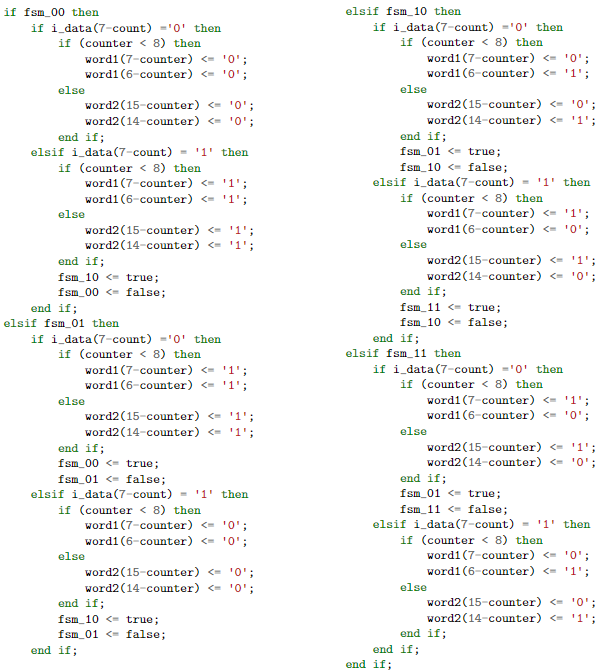 if fsm_00 then
    if i_data(7-count) ='0' then
        if (counter < 8) then
            word1(7-counter) <= '0';
            word1(6-counter) <= '0';
        else
            word2(15-counter) <= '0';
            word2(14-counter) <= '0';
        end if;
    elsif i_data(7-count) = '1' then
        if (counter < 8) then
            word1(7-counter) <= '1';
            word1(6-counter) <= '1';
        else
            word2(15-counter) <= '1';
            word2(14-counter) <= '1';
        end if;
        fsm_10 <= true;
        fsm_00 <= false;
    end if;
elsif fsm_01 then
    if i_data(7-count) ='0' then
        if (counter < 8) then
            word1(7-counter) <= '1';
            word1(6-counter) <= '1';
        else
            word2(15-counter) <= '1';
            word2(14-counter) <= '1';
        end if;
        fsm_00 <= true;
        fsm_01 <= false;
    elsif i_data(7-count) = '1' then
        if (counter < 8) then
            word1(7-counter) <= '0';
            word1(6-counter) <= '0';
        else
            word2(15-counter) <= '0';
            word2(14-counter) <= '0';
        end if;
        fsm_10 <= true;
        fsm_01 <= false;
    end if;
elsif fsm_10 then
    if i_data(7-count) ='0' then
        if (counter < 8) then
            word1(7-counter) <= '0';
            word1(6-counter) <= '1';
        else
            word2(15-counter) <= '0';
            word2(14-counter) <= '1';
        end if;
        fsm_01 <= true;
        fsm_10 <= false;
    elsif i_data(7-count) = '1' then
        if (counter < 8) then
            word1(7-counter) <= '1';
            word1(6-counter) <= '0';
        else
            word2(15-counter) <= '1';
            word2(14-counter) <= '0';
        end if;
        fsm_11 <= true;
        fsm_10 <= false;
    end if;
elsif fsm_11 then
    if i_data(7-count) ='0' then
        if (counter < 8) then
            word1(7-counter) <= '1';
            word1(6-counter) <= '0';
        else
            word2(15-counter) <= '1';
            word2(14-counter) <= '0';
        end if;
        fsm_01 <= true;
        fsm_11 <= false;
    elsif i_data(7-count) = '1' then
        if (counter < 8) then
            word1(7-counter) <= '0';
            word1(6-counter) <= '1';
        else
            word2(15-counter) <= '0';
            word2(14-counter) <= '1';
        end if;
    end if;
end if;